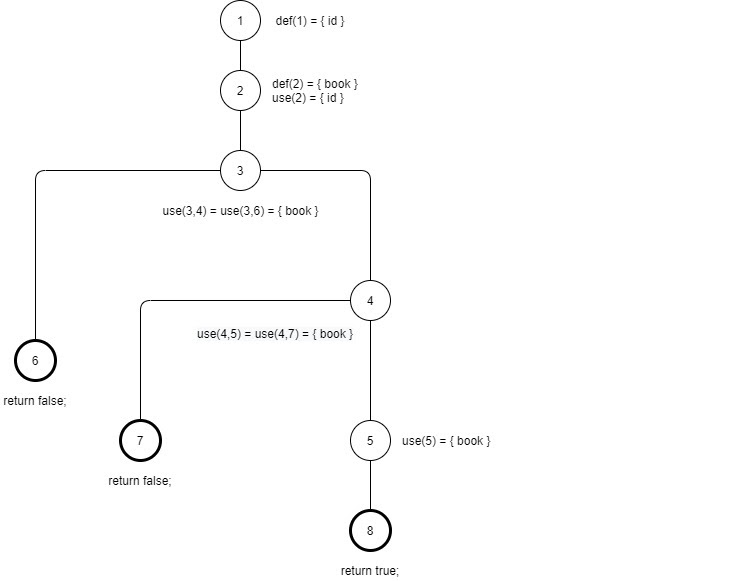 1
def(1) = { id }
2
def(2) = { book }
use(2) = { id }
3
use(3,4) = use(3,6) = { book }
4
use(4,5) = use(4,7) = { book }
6
return false;
7
return false;
5
use(5) = { book }
8
return true;